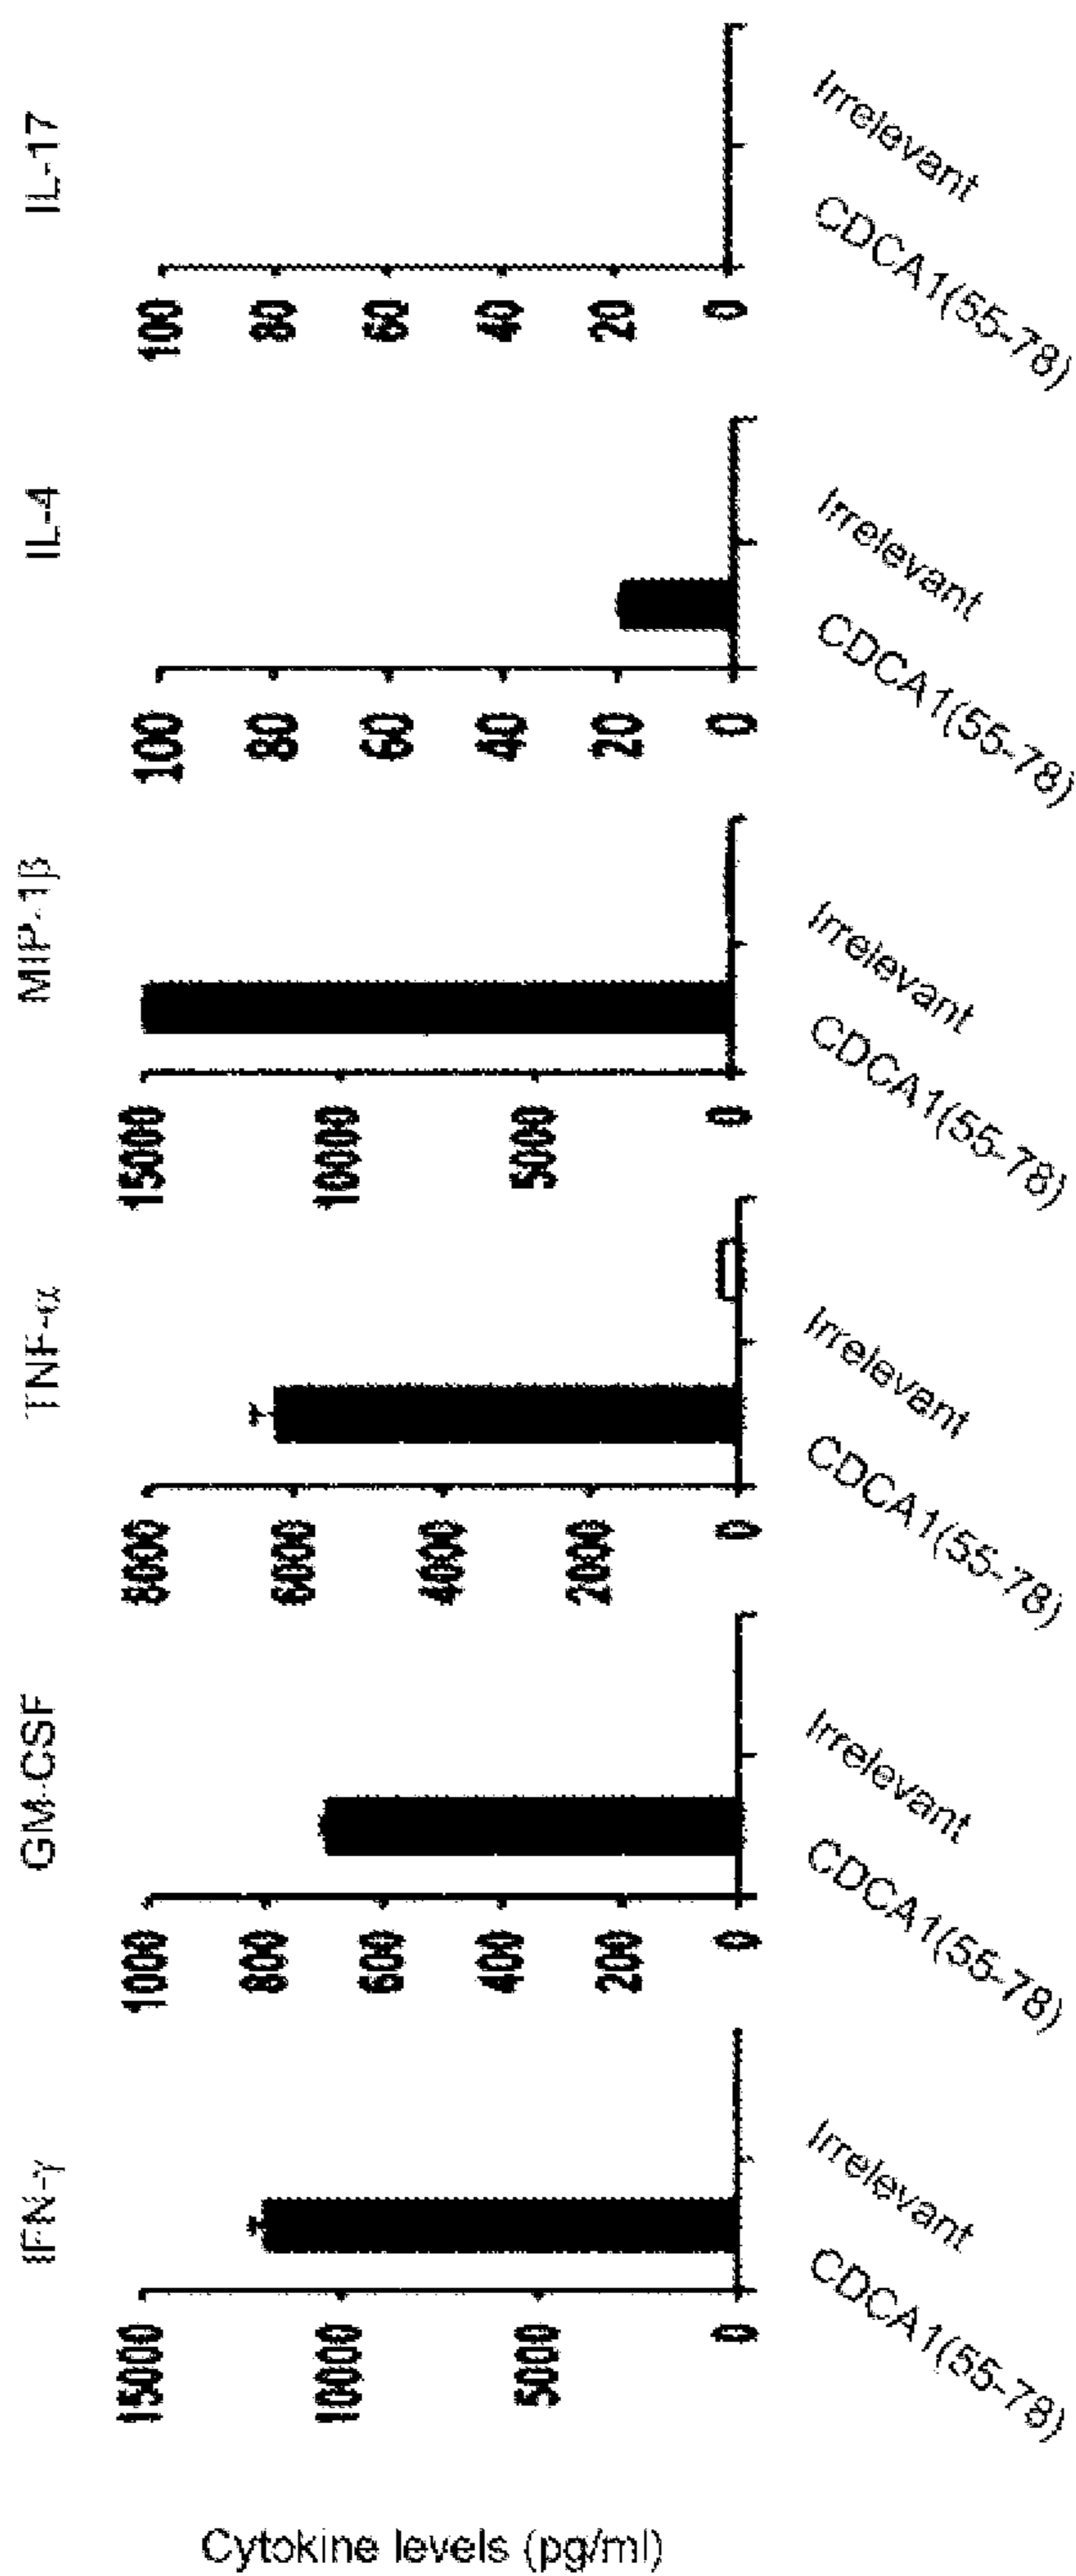 Cytokine levels (pg/ml)
IFN-γ
15000
10000
5000
0
CDCA1(55-78)
Irrelevant
GM-CSF
1000
800
600
400
200
0
CDCA1(55-78)
Irrelevant
TNF-α
8000
6000
4000
2000
0
CDCA1(55-78)
Irrelevant
MIP-1β
15000
10000
5000
0
CDCA1(55-78)
Irrelevant
IL-4
100
80
60
40
20
0
CDCA1(55-78)
Irrelevant
IL-17
100
80
60
40
20
0
CDCA1(55-78)
Irrelevant